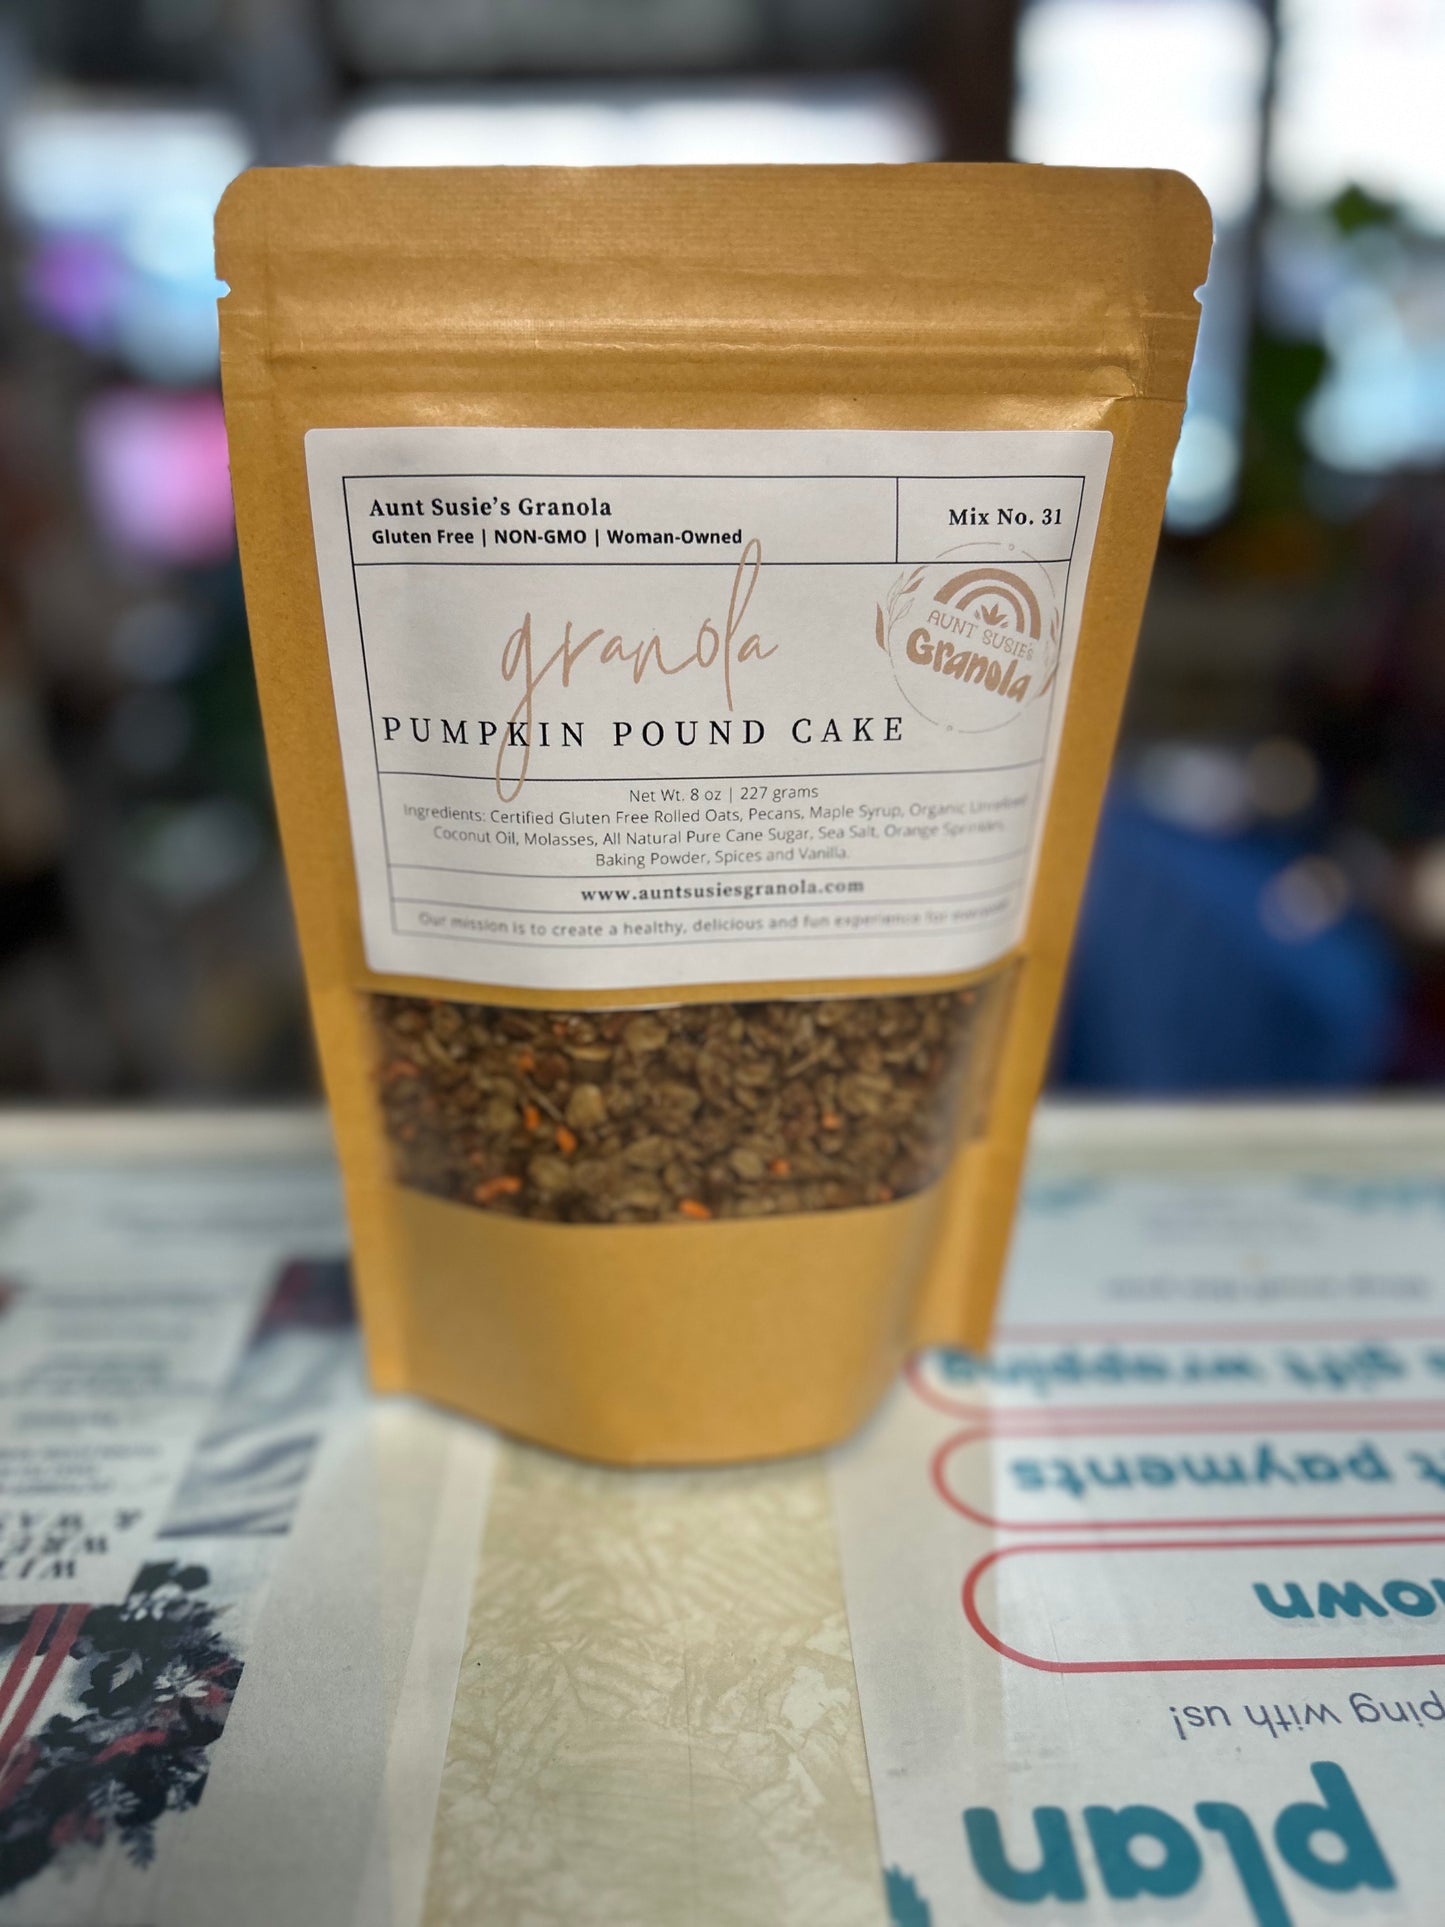 Aunt Susie's Granola
Gluten Free | NON-GMO | Woman-Owned
Mix No. 31
granola
AUNT SUSIE'S
Granola
PUMPKIN POUND CAKE
Net Wt. 8 oz | 227 grams
Ingredients: Certified Gluten Free Rolled Oats, Pecans, Maple Syrup, Organic Unrefined
Coconut Oil, Molasses, All Natural Pure Cane Sugar, Sea Salt, Orange Sprinkles,
Baking Powder, Spices and Vanilla.
www.auntsusiesgranola.com
Our mission is to create a healthy, delicious and fun experience for everyone!
gift wrapping
payments
ping with us!
plan